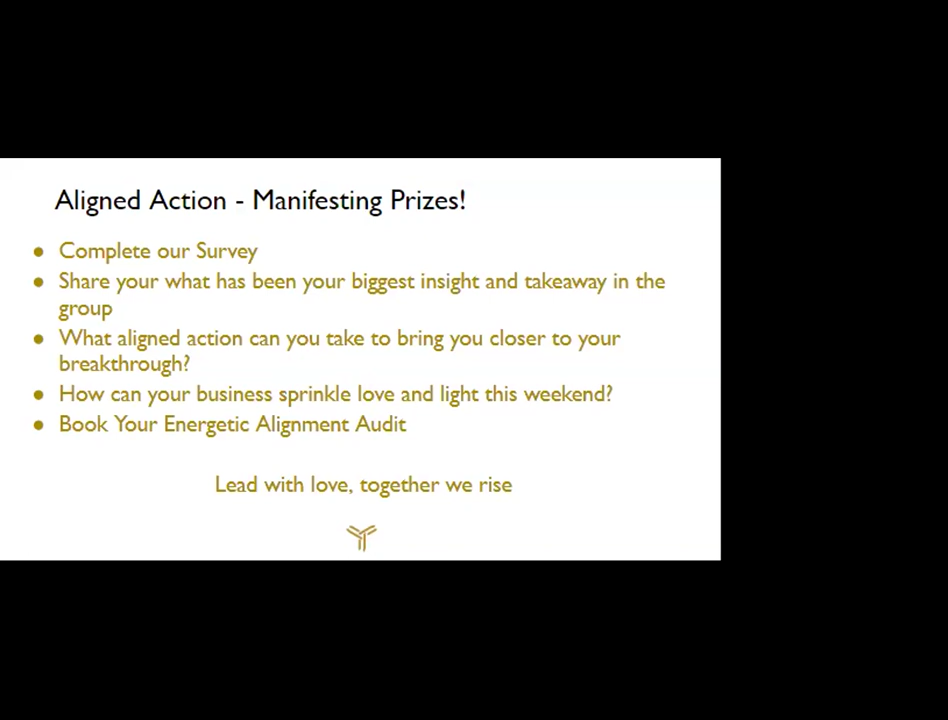 Aligned Action - Manifesting Prizes!
● Complete our Survey
● Share your what has been your biggest insight and takeaway in the
group
● What aligned action can you take to bring you closer to your
breakthrough?
● How can your business sprinkle love and light this weekend?
● Book Your Energetic Alignment Audit
Lead with love, together we rise